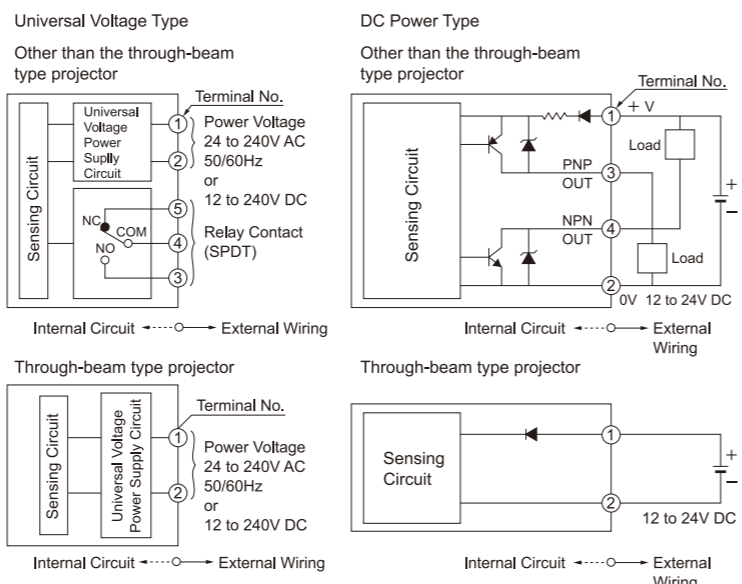 Universal Voltage Type
Other than the through-beam
type projector
Terminal No.
Sensing Circuit
Universal
Voltage
Power
Suplly
Circuit
1
2
Power Voltage
24 to 240V AC
50/60Hz
or
12 to 240V DC
NC
COM
NO
5
4
3
Relay Contact
(SPDT)
Internal Circuit
External Wiring
DC Power Type
Other than the through-beam
type projector
Terminal No.
Sensing Circuit
1
+ V
Load
PNP
OUT
3
+
−
NPN
OUT
4
Load
2
0V
12 to 24V DC
Internal Circuit
External
Wiring
Through-beam type projector
Terminal No.
Sensing Circuit
Universal Voltage
Power Supply Circuit
1
2
Power Voltage
24 to 240V AC
50/60Hz
or
12 to 240V DC
Internal Circuit
External Wiring
Through-beam type projector
Sensing
Circuit
1
+
−
2
12 to 24V DC
Internal Circuit
External
Wiring